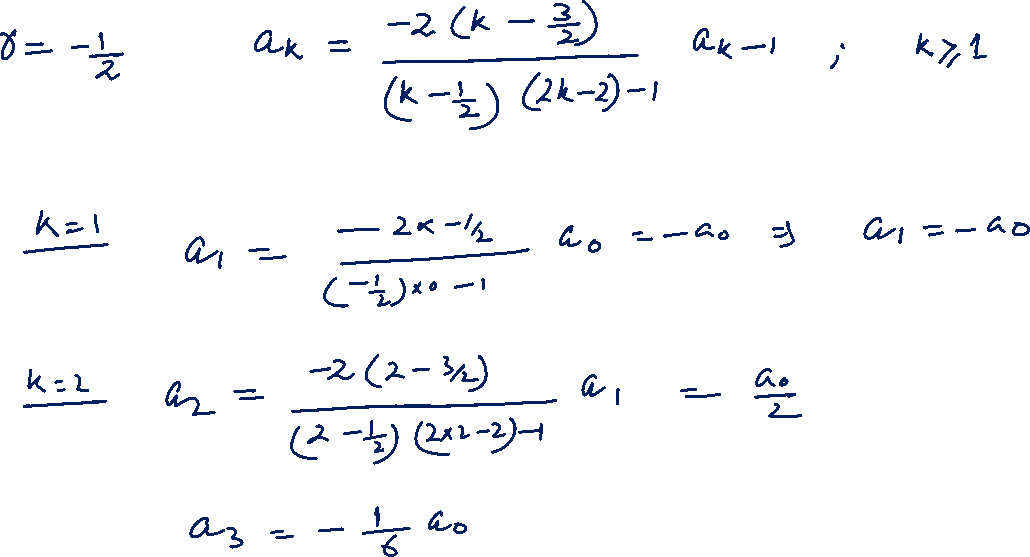 γ = -1/2    a_k = -2(k - 3/2) / ((k - 1/2)(2k-2) - 1) a_{k-1} ;    k ⩾ 1
k=1    a_1 = -2 × -1/2 / ((-1/2) × 0 - 1) a_0 = -a_0 ⇒ a_1 = -a_0
k=2    a_2 = -2(2 - 3/2) / ((2 - 1/2)(2×2-2) - 1) a_1 = a_0/2
a_3 = -1/6 a_0